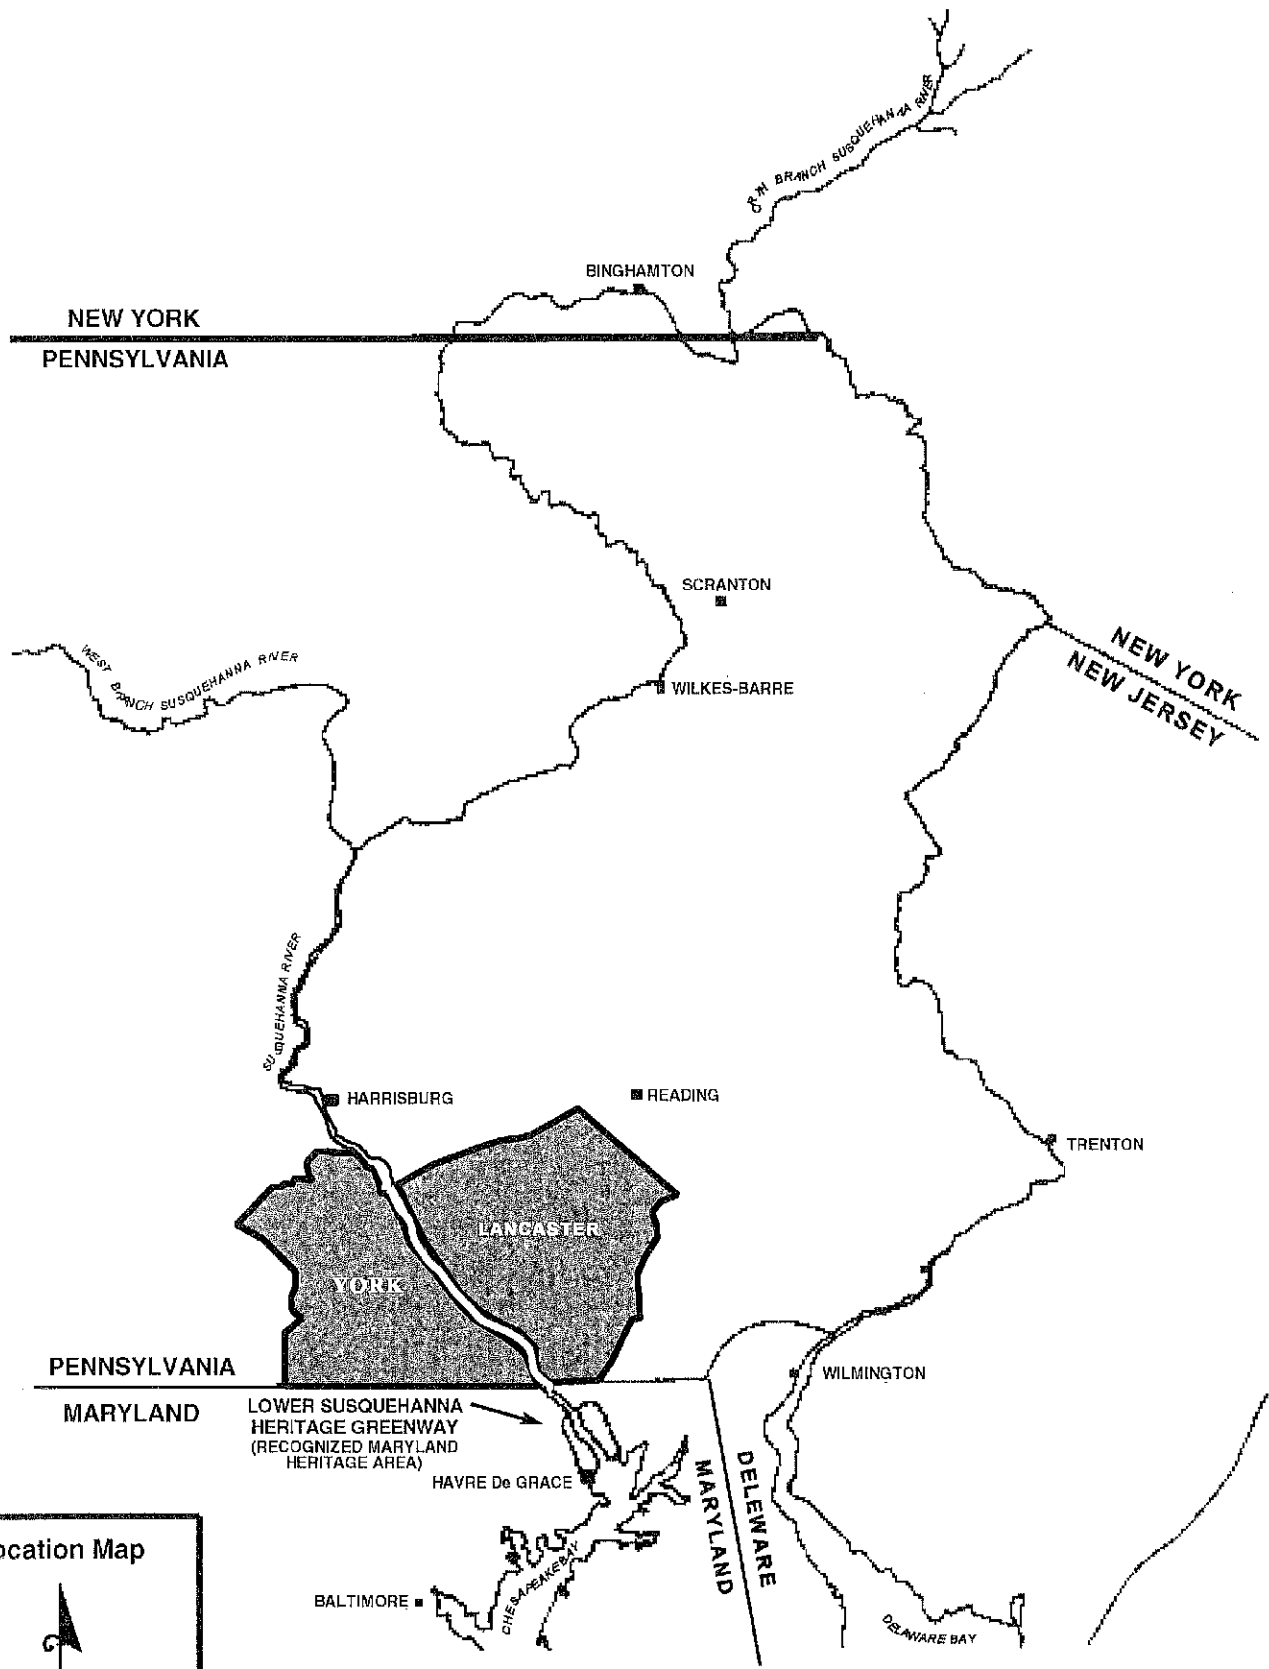 NORTH BRANCH SUSQUEHANNA RIVER
BINGHAMTON
NEW YORK
PENNSYLVANIA
SCRANTON
NEW YORK
NEW JERSEY
WEST BRANCH SUSQUEHANNA RIVER
WILKES-BARRE
SUSQUEHANNA RIVER
HARRISBURG
READING
TRENTON
LANCASTER
YORK
PENNSYLVANIA
MARYLAND
WILMINGTON
LOWER SUSQUEHANNA
HERITAGE GREENWAY
(RECOGNIZED MARYLAND
HERITAGE AREA)
HAVRE De GRACE
MARYLAND
DELEWARE
ocation Map
CHESAPEAKE BAY
BALTIMORE
DELAWARE BAY